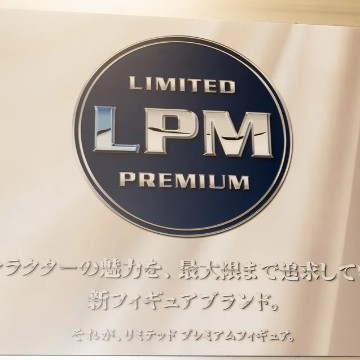 LIMITED
LPM
PREMIUM
ラクターの魅力を、最大限まで追求して
新フィギュアブランド。
それが、リミテッド プレミアムフィギュア。